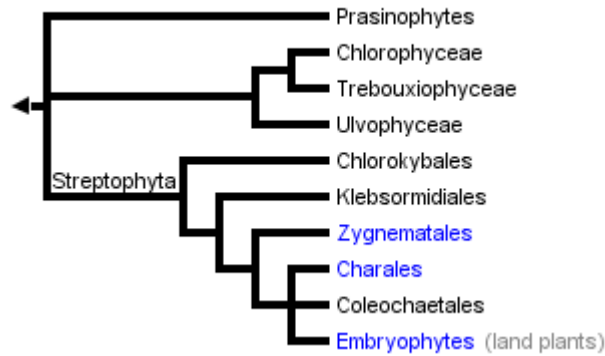 Prasinophytes
Chlorophyceae
Trebouxiophyceae
Ulvophyceae
Chlorokybales
Streptophyta
Klebsormidiales
Zygnematales
Charales
Coleochaetales
Embryophytes (land plants)